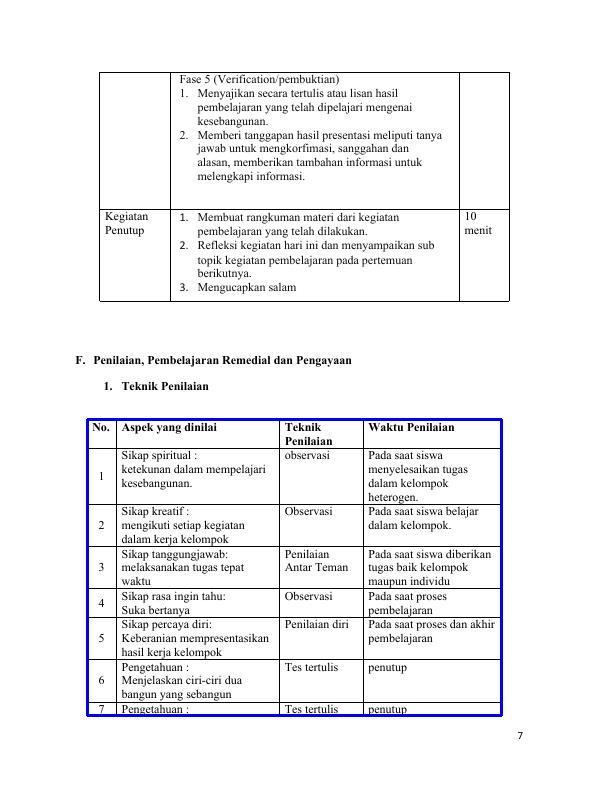 Fase 5 (Verification/pembuktian)
1. Menyajikan secara tertulis atau lisan hasil
pembelajaran yang telah dipelajari mengenai
kesebangunan.
2. Memberi tanggapan hasil presentasi meliputi tanya
jawab untuk mengkorfimasi, sanggahan dan
alasan, memberikan tambahan informasi untuk
melengkapi informasi.
Kegiatan
Penutup
1. Membuat rangkuman materi dari kegiatan
pembelajaran yang telah dilakukan.
2. Refleksi kegiatan hari ini dan menyampaikan sub
topik kegiatan pembelajaran pada pertemuan
berikutnya.
3. Mengucapkan salam
10
menit
F. Penilaian, Pembelajaran Remedial dan Pengayaan
1. Teknik Penilaian
No. Aspek yang dinilai Teknik Waktu Penilaian
Penilaian
1
Sikap spiritual :
ketekunan dalam mempelajari
kesebangunan.
observasi
Pada saat siswa
menyelesaikan tugas
dalam kelompok
heterogen.
2
Sikap kreatif :
mengikuti setiap kegiatan
dalam kerja kelompok
Observasi
Pada saat siswa belajar
dalam kelompok.
3
Sikap tanggungjawab:
melaksanakan tugas tepat
waktu
Penilaian
Antar Teman
Pada saat siswa diberikan
tugas baik kelompok
maupun individu
4
Sikap rasa ingin tahu:
Suka bertanya
Observasi
Pada saat proses
pembelajaran
5
Sikap percaya diri:
Keberanian mempresentasikan
hasil kerja kelompok
Penilaian diri
Pada saat proses dan akhir
pembelajaran
6
Pengetahuan :
Menjelaskan ciri-ciri dua
bangun yang sebangun
Tes tertulis
penutup
7 Pengetahuan : Tes tertulis penutup
7